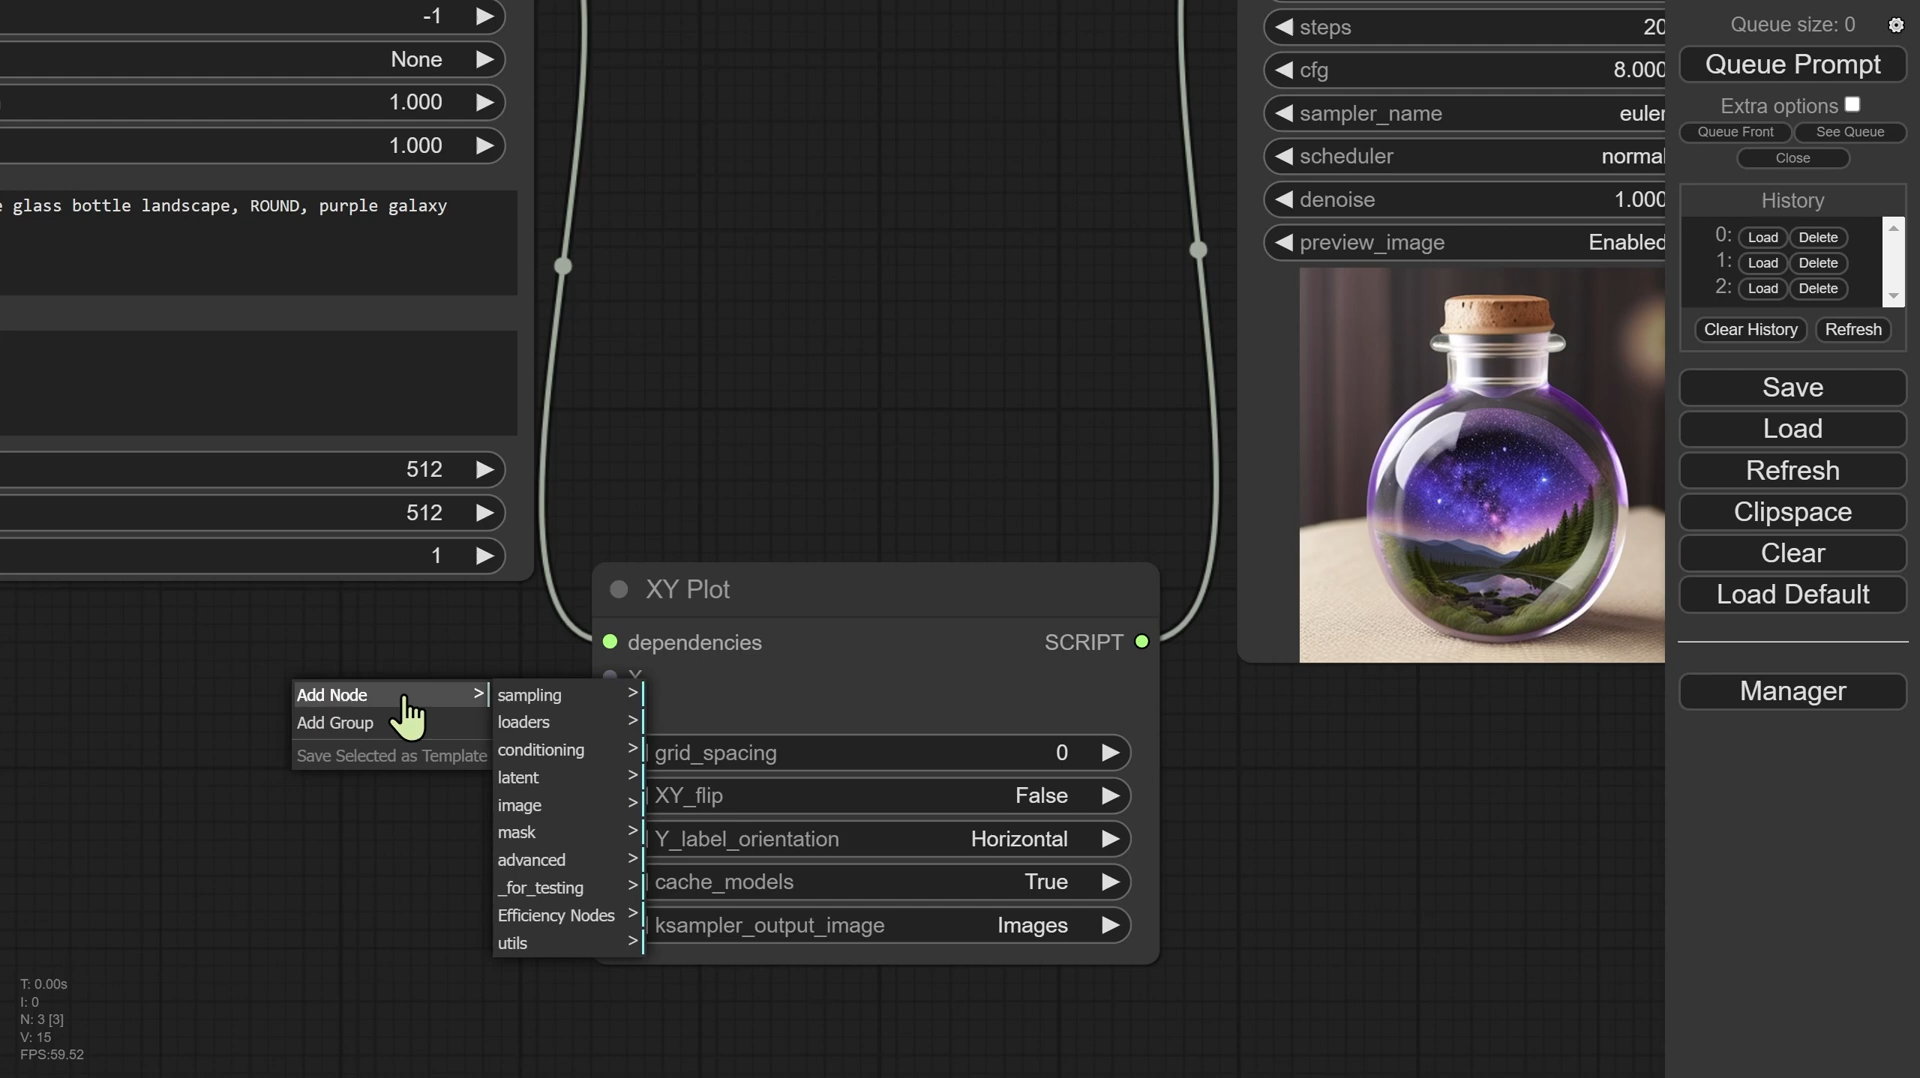 -1
None
1.000
1.000
glass bottle landscape, ROUND, purple galaxy
512
512
1
steps 20
cfg 8.000
sampler_name euler
scheduler normal
denoise 1.000
preview_image Enabled
XY Plot
dependencies SCRIPT
grid_spacing 0
XY_flip False
Y_label_orientation Horizontal
cache_models True
ksampler_output_image Images
Add Node >
Add Group
Save Selected as Template
sampling >
loaders >
conditioning >
latent >
image >
mask >
advanced >
_for_testing >
Efficiency Nodes >
utils >
T: 0.00s
I: 0
N: 3 [3]
V: 15
FPS:59.52
Queue size: 0
Queue Prompt
Extra options
Queue Front See Queue
Close
History
0: Load Delete
1: Load Delete
2: Load Delete
Clear History Refresh
Save
Load
Refresh
Clipspace
Clear
Load Default
Manager